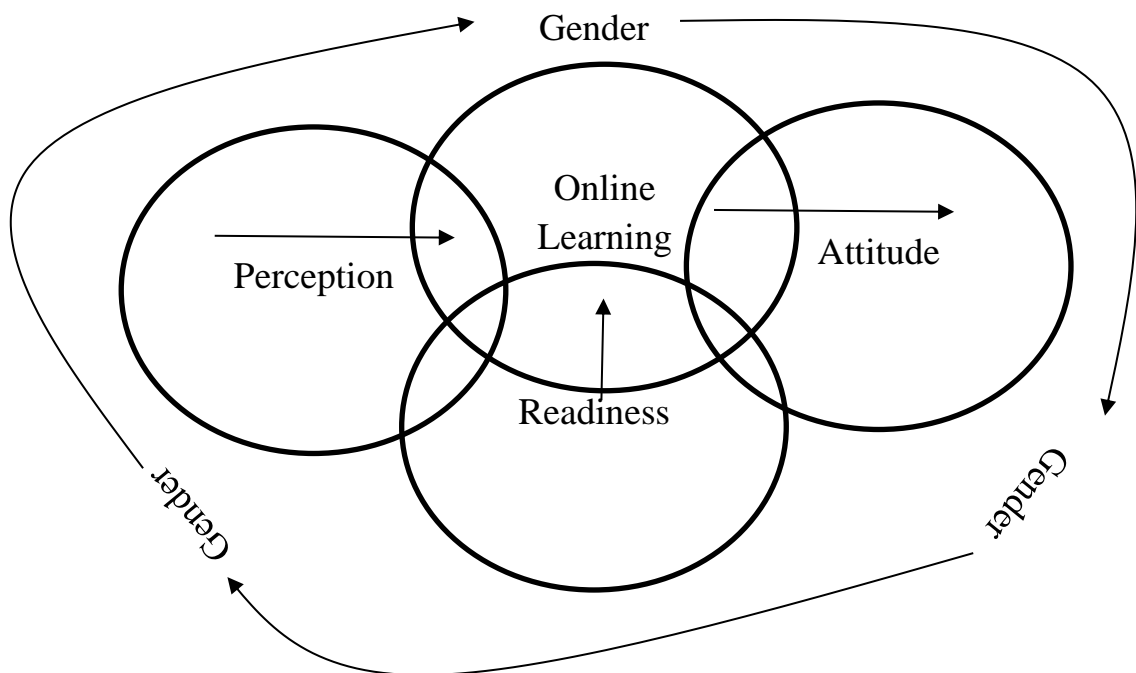 Gender
Online
Learning
Perception
Attitude
Readiness
Gender
Gender